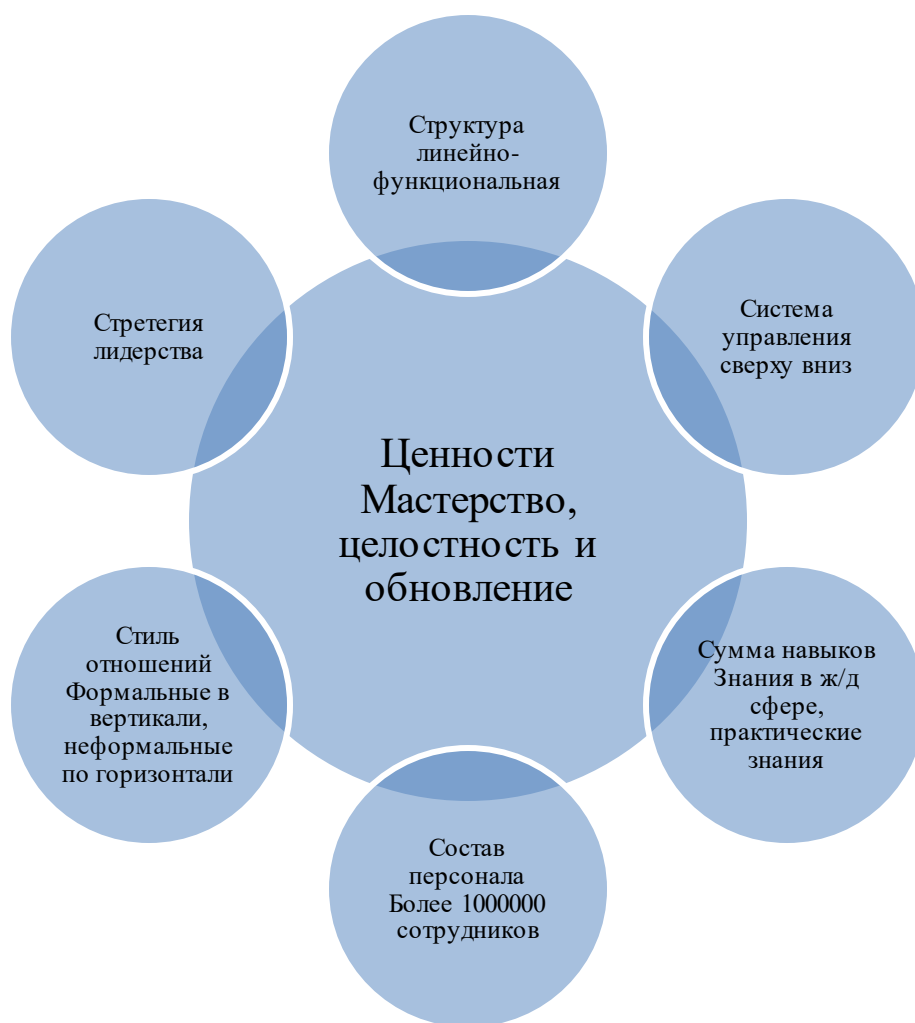 Структура
линейно-
функциональная
Стретегия
лидерства
Система
управления
сверху вниз
Ценности
Мастерство,
целостность и
обновление
Стиль
отношений
Формальные в
вертикали,
неформальные
по горизонтали
Сумма навыков
Знания в ж/д
сфере,
практические
знания
Состав
персонала
Более 1000000
сотрудников